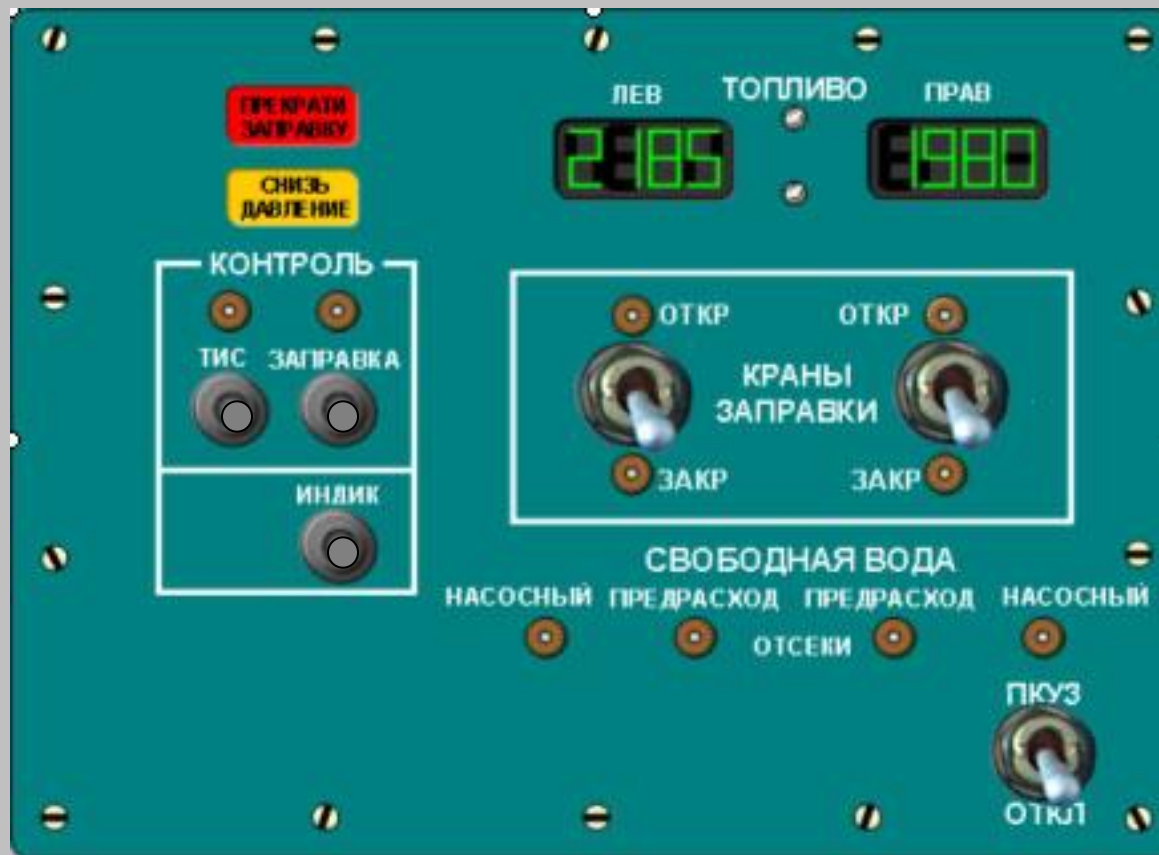 ПРЕКРАТИ
ЗАПРАВКУ
ЛЕВ ТОПЛИВО ПРАВ
2185 1980
СНИЗЬ
ДАВЛЕНИЕ
КОНТРОЛЬ
ТИС ЗАПРАВКА
ИНДИК
ОТКР ОТКР
КРАНЫ
ЗАПРАВКИ
ЗАКР ЗАКР
СВОБОДНАЯ ВОДА
НАСОСНЫЙ ПРЕДРАСХОД ПРЕДРАСХОД НАСОСНЫЙ
ОТСЕКИ
ПКУЗ
ОТКЛ